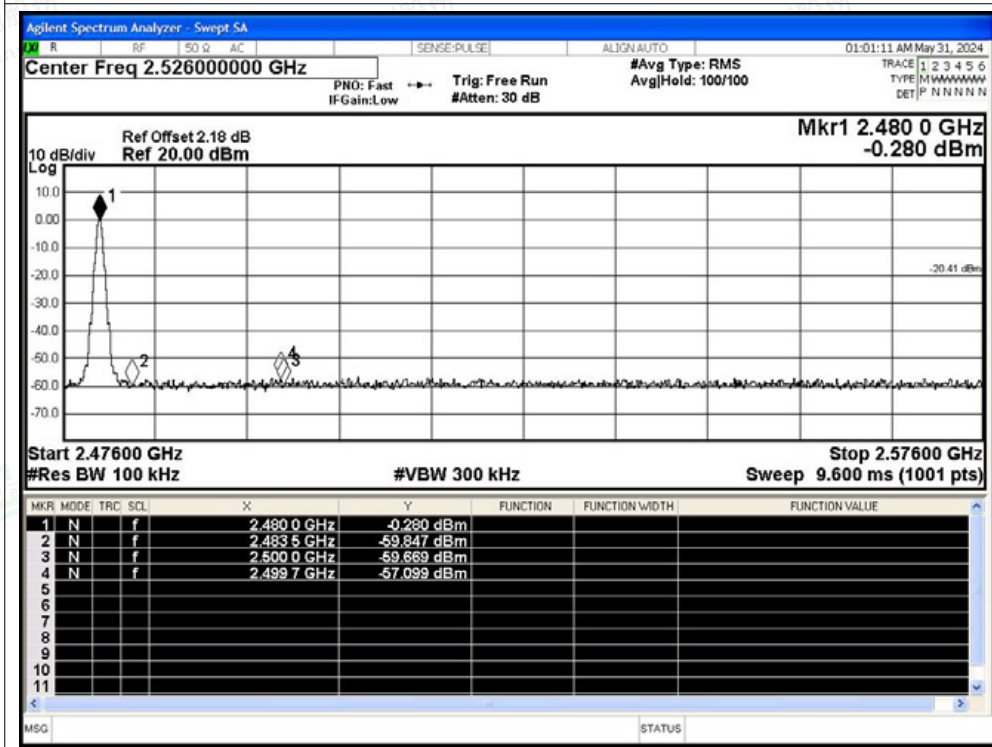 Agilent Spectrum Analyzer - Swept SA
LXI R RF 50 Ω AC SENSE:PULSE ALIGN AUTO 01:01:11 AM May 31, 2024
Center Freq 2.526000000 GHz
PNO: Fast
IFGain:Low
Trig: Free Run
#Atten: 30 dB
#Avg Type: RMS
Avg|Hold: 100/100
TRACE 1 2 3 4 5 6
TYPE M WWWWW
DET P N N N N N
Mkr1 2.480 0 GHz
-0.280 dBm
Ref Offset 2.18 dB
10 dB/div Ref 20.00 dBm
Log
10.0
0.00
-10.0
-20.0
-30.0
-40.0
-50.0
-60.0
-70.0
1
2
4
3
-20.41 dBm
Start 2.47600 GHz Stop 2.57600 GHz
#Res BW 100 kHz #VBW 300 kHz Sweep 9.600 ms (1001 pts)
MKR MODE TRC SCL X Y FUNCTION FUNCTION WIDTH FUNCTION VALUE
1 N f 2.480 0 GHz -0.280 dBm
2 N f 2.483 5 GHz -59.847 dBm
3 N f 2.500 0 GHz -59.669 dBm
4 N f 2.499 7 GHz -57.099 dBm
5
6
7
8
9
10
11
MSG STATUS